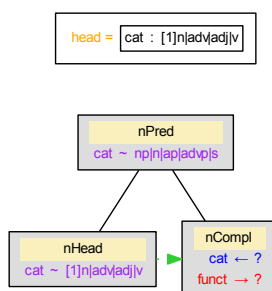 head = cat : [1]n|adv|adj|v
nPred
cat ~ np|n|ap|advp|s
nHead
cat ~ [1]n|adv|adj|v
nCompl
cat ← ?
funct → ?